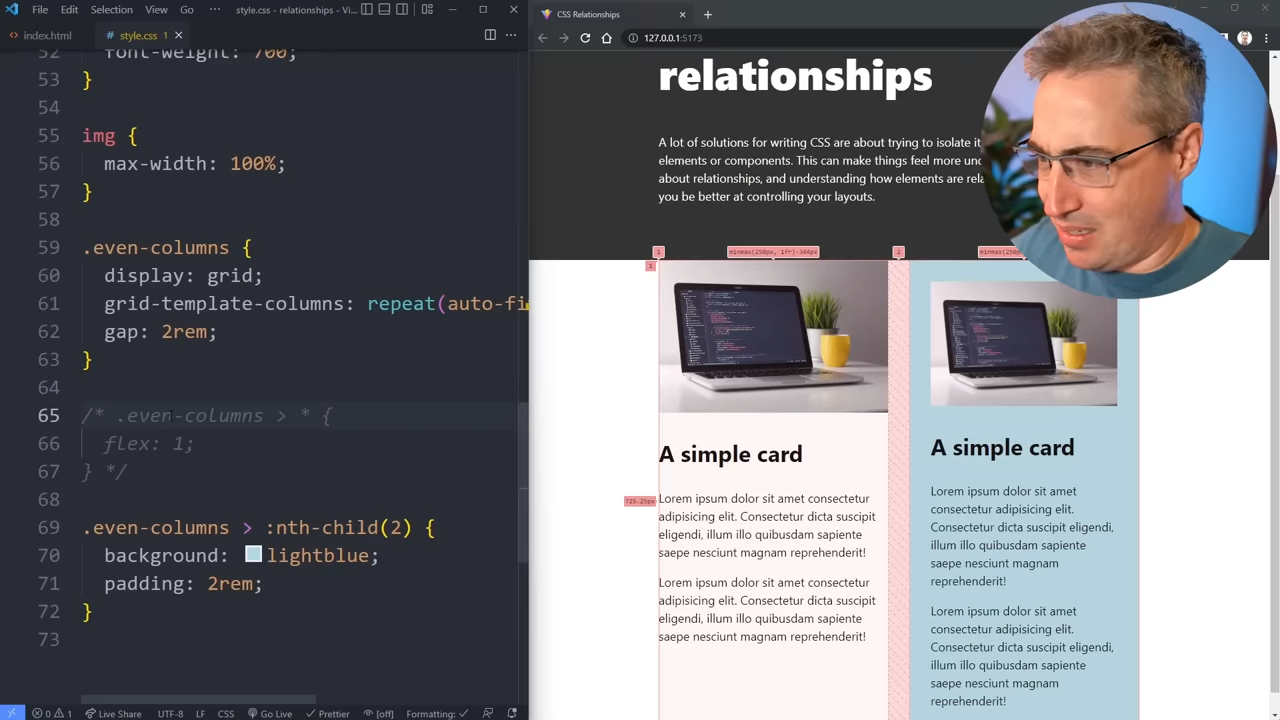 File Edit Selection View Go ··· style.css - relationships - Vi...
index.html style.css 1
52 font-weight: 700;
53 }
54
55 img {
56 max-width: 100%;
57 }
58
59 .even-columns {
60 display: grid;
61 grid-template-columns: repeat(auto-fi
62 gap: 2rem;
63 }
64
65 /* .even-columns > * {
66 flex: 1;
67 } */
68
69 .even-columns > :nth-child(2) {
70 background: lightblue;
71 padding: 2rem;
72 }
73
0 1 Live Share UTF-8 LF CSS Go Live Prettier [off] Formatting:
CSS Relationships
127.0.0.1:5173
relationships
A lot of solutions for writing CSS are about trying to isolate it
elements or components. This can make things feel more
about relationships, and understanding how elements are
you be better at controlling your layouts.
1 minmax(250px, 1fr) 2
1
A simple card
Lorem ipsum dolor sit amet consectetur
adipisicing elit. Consectetur dicta suscipit
eligendi, illum illo quibusdam sapiente
saepe nesciunt magnam reprehenderit!
Lorem ipsum dolor sit amet consectetur
adipisicing elit. Consectetur dicta suscipit
eligendi, illum illo quibusdam sapiente
saepe nesciunt magnam reprehenderit!
725.25px
A simple card
Lorem ipsum dolor sit amet
consectetur adipisicing elit.
Consectetur dicta suscipit eligendi,
illum illo quibusdam sapiente
saepe nesciunt magnam
reprehenderit!
Lorem ipsum dolor sit amet
consectetur adipisicing elit.
Consectetur dicta suscipit eligendi,
illum illo quibusdam sapiente
saepe nesciunt magnam
reprehenderit!